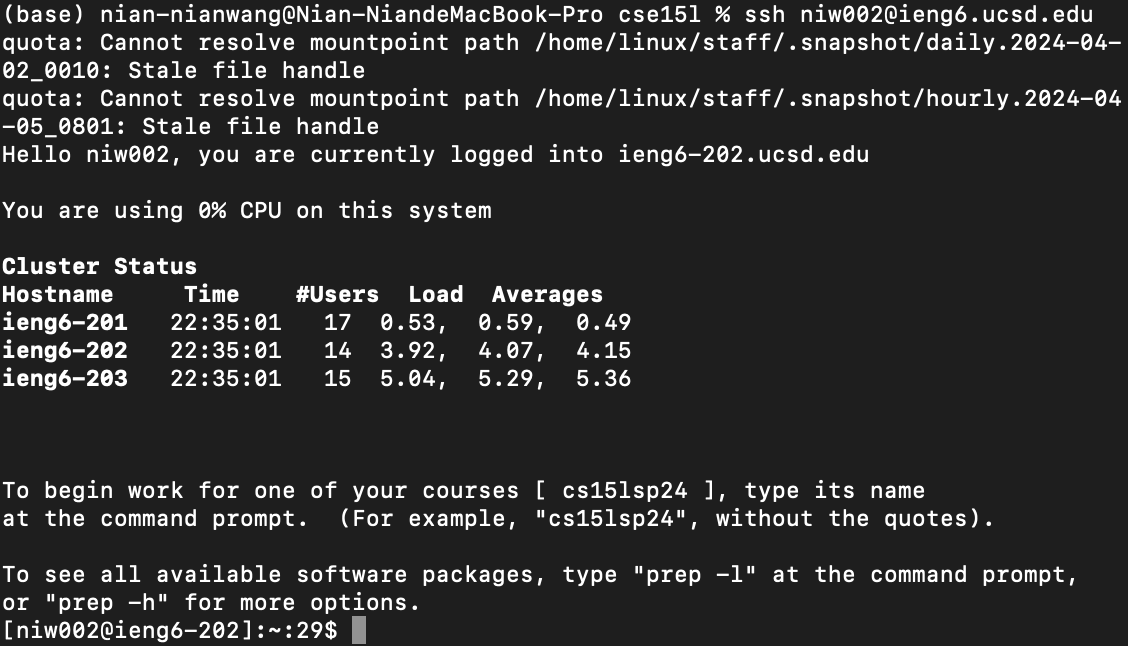 (base) nian-nianwang@Nian-NiandeMacBook-Pro cse15l % ssh niw002@ieng6.ucsd.edu
quota: Cannot resolve mountpoint path /home/linux/staff/.snapshot/daily.2024-04-
02_0010: Stale file handle
quota: Cannot resolve mountpoint path /home/linux/staff/.snapshot/hourly.2024-04
-05_0801: Stale file handle
Hello niw002, you are currently logged into ieng6-202.ucsd.edu
You are using 0% CPU on this system
Cluster Status
Hostname     Time    #Users  Load  Averages
ieng6-201   22:35:01   17  0.53,  0.59,  0.49
ieng6-202   22:35:01   14  3.92,  4.07,  4.15
ieng6-203   22:35:01   15  5.04,  5.29,  5.36
To begin work for one of your courses [ cs15lsp24 ], type its name
at the command prompt.  (For example, "cs15lsp24", without the quotes).
To see all available software packages, type "prep -l" at the command prompt,
or "prep -h" for more options.
[niw002@ieng6-202]:~:29$